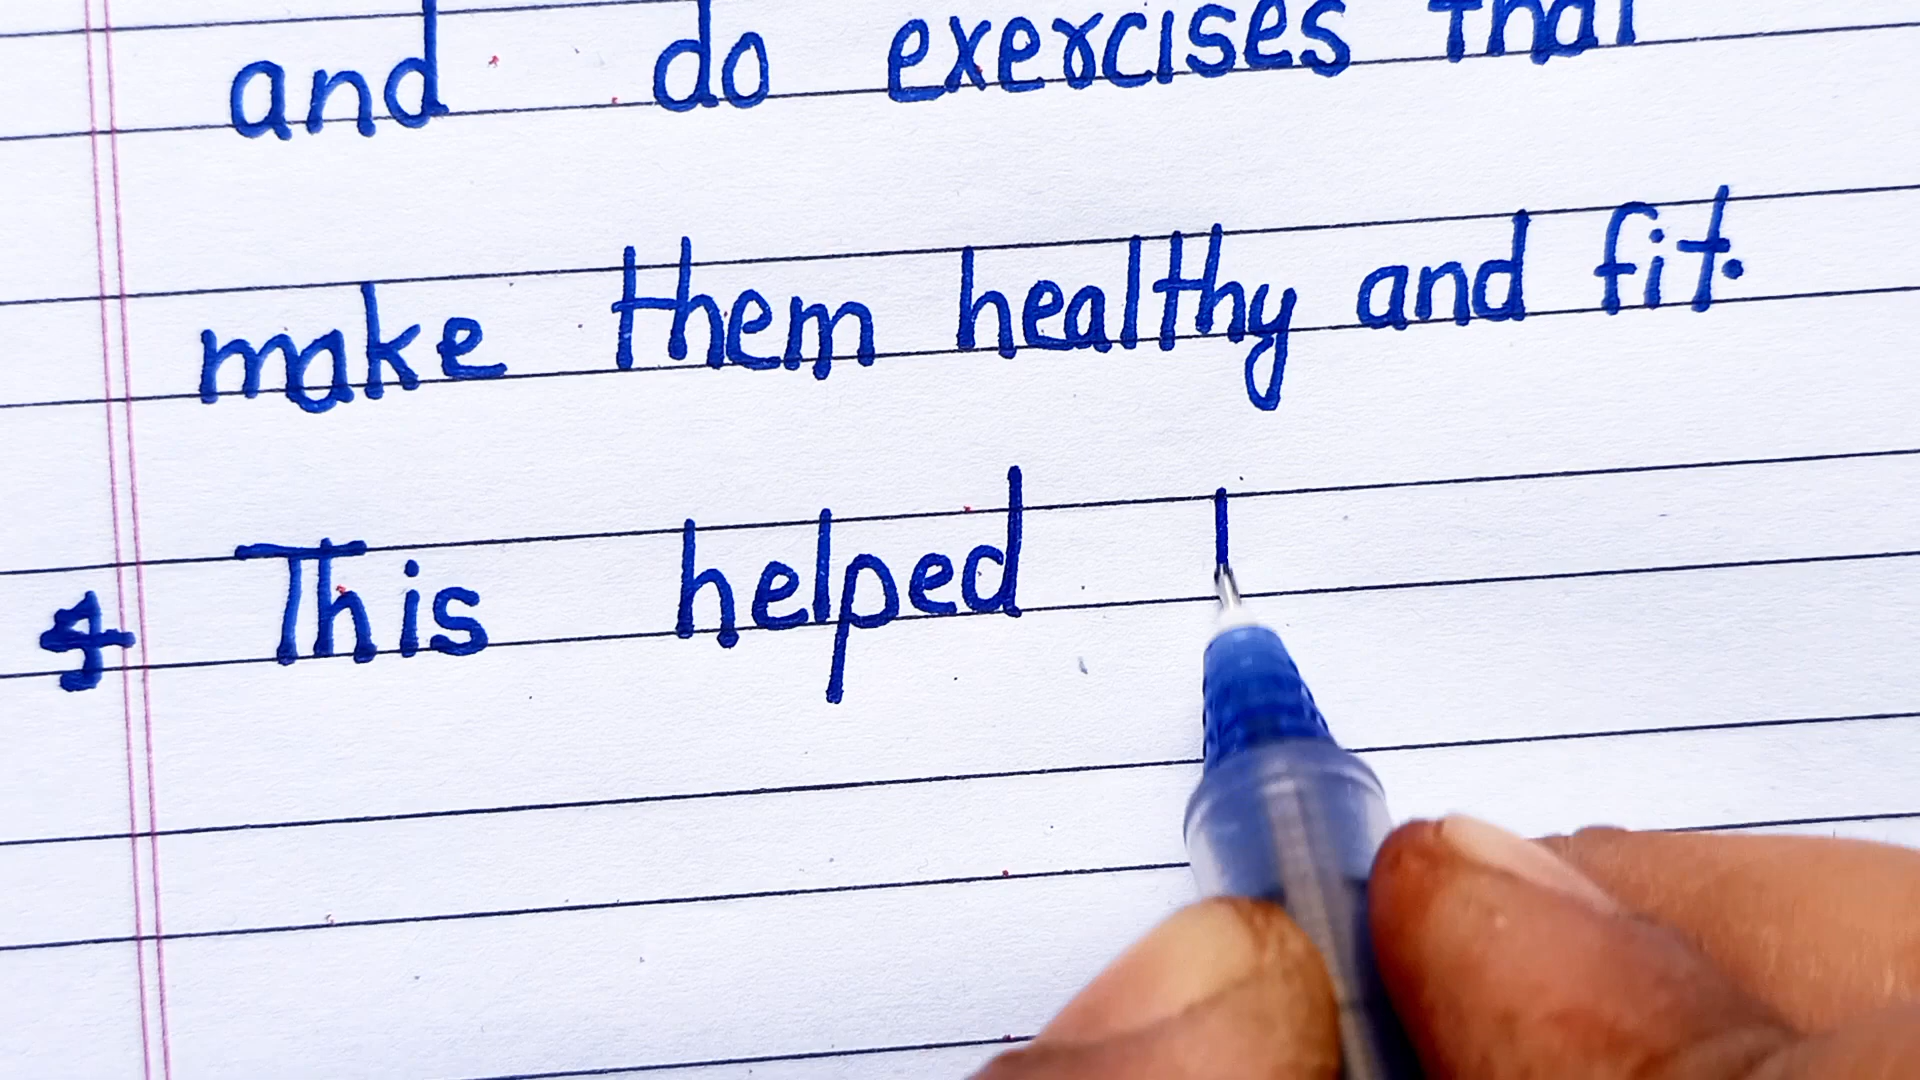 and do exercises that
make them healthy and fit.
4 This helped